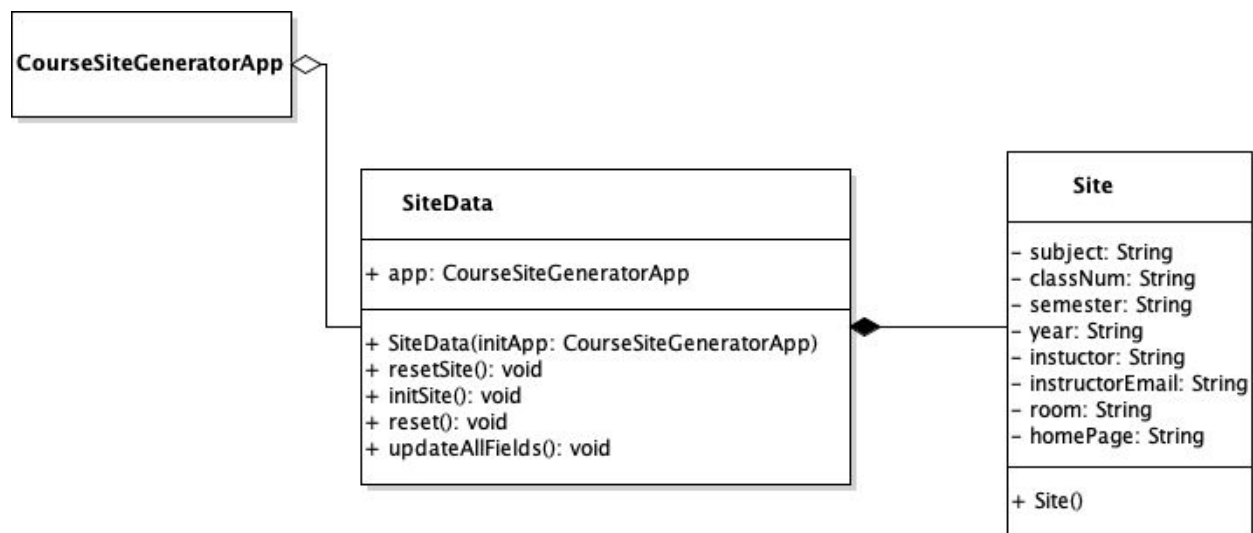 CourseSiteGeneratorApp
SiteData
+ app: CourseSiteGeneratorApp
+ SiteData(initApp: CourseSiteGeneratorApp)
+ resetSite(): void
+ initSite(): void
+ reset(): void
+ updateAllFields(): void
Site
- subject: String
- classNum: String
- semester: String
- year: String
- instuctor: String
- instructorEmail: String
- room: String
- homePage: String
+ Site()